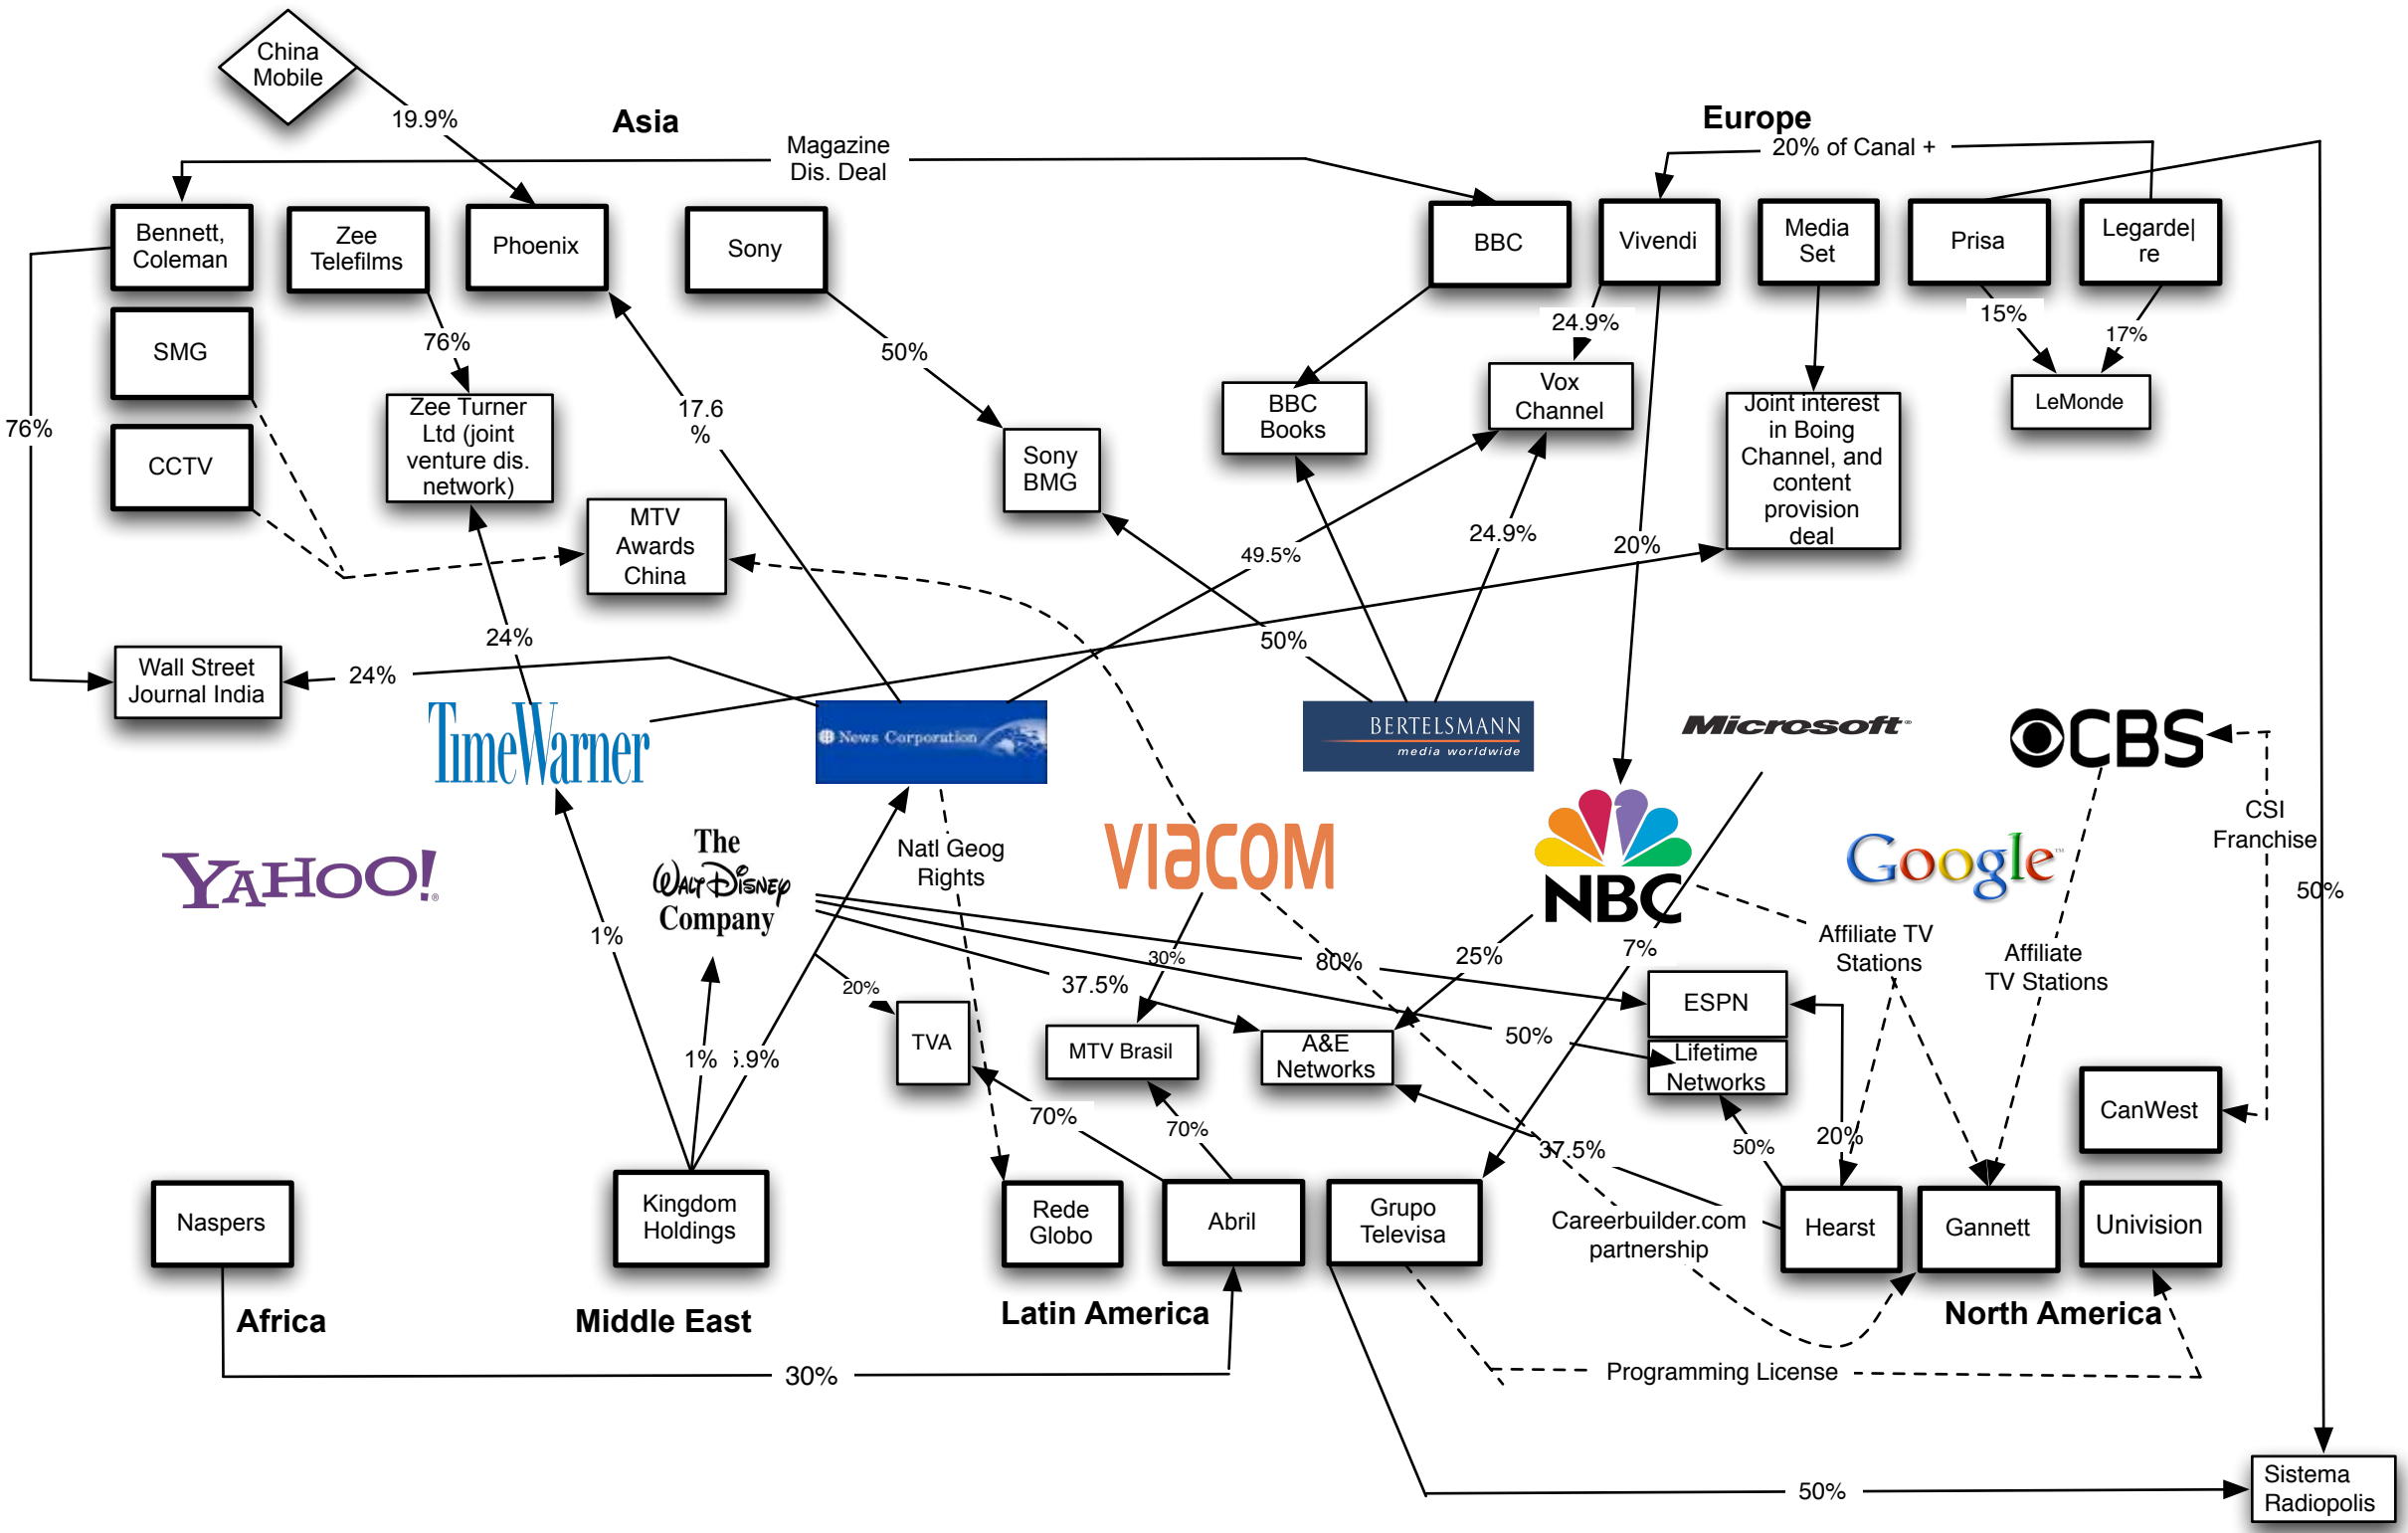 China
Mobile
19.9%
Asia
Europe
Magazine
Dis. Deal
20% of Canal +
Bennett,
Coleman
Zee
Telefilms
Phoenix
Sony
BBC
Vivendi
Media
Set
Prisa
Legarde|
re
SMG
76%
50%
24.9%
15%
17%
76%
CCTV
Zee Turner
Ltd (joint
venture dis.
network)
17.6
%
Sony
BMG
BBC
Books
Vox
Channel
Joint interest
in Boing
Channel, and
content
provision
deal
LeMonde
MTV
Awards
China
49.5%
24.9%
20%
24%
50%
Wall Street
Journal India
24%
TimeWarner
News Corporation
BERTELSMANN
media worldwide
Microsoft
CBS
CSI
Franchise
YAHOO!
The
WALT DISNEY
Company
Natl Geog
Rights
VIACOM
NBC
Google™
50%
1%
20%
30%
37.5%
80%
25%
7%
Affiliate TV
Stations
Affiliate
TV Stations
1%
5.9%
TVA
MTV Brasil
A&E
Networks
50%
ESPN
Lifetime
Networks
CanWest
70%
70%
37.5%
50%
20%
Naspers
Kingdom
Holdings
Rede
Globo
Abril
Grupo
Televisa
Careerbuilder.com
partnership
Hearst
Gannett
Univision
Africa
Middle East
Latin America
North America
30%
Programming License
50%
Sistema
Radiopolis